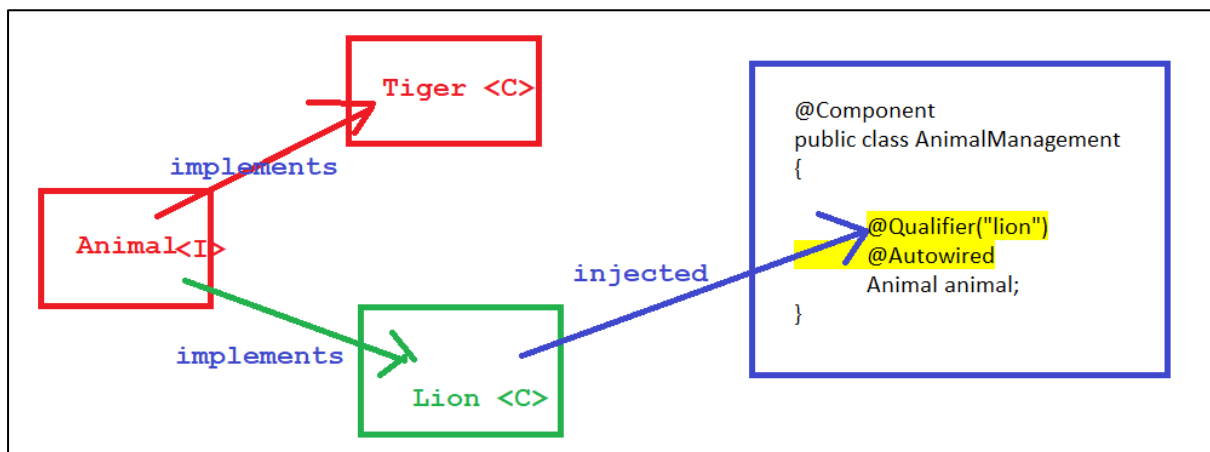 Tiger <C>
implements
Animal<I>
implements
Lion <C>
injected
@Component
public class AnimalManagement
{
@Qualifier("lion")
@Autowired
Animal animal;
}